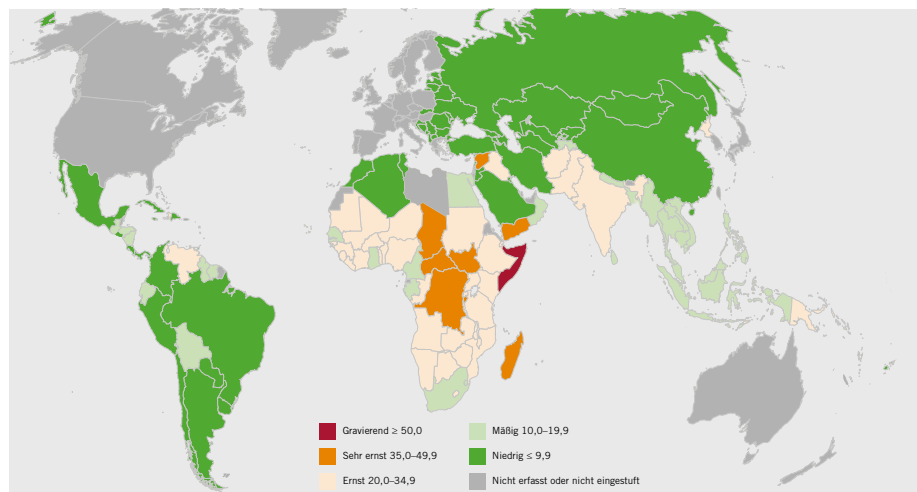 Gravierend ≥ 50,0
Sehr ernst 35,0–49,9
Ernst 20,0–34,9
Mäßig 10,0–19,9
Niedrig ≤ 9,9
Nicht erfasst oder nicht eingestuft